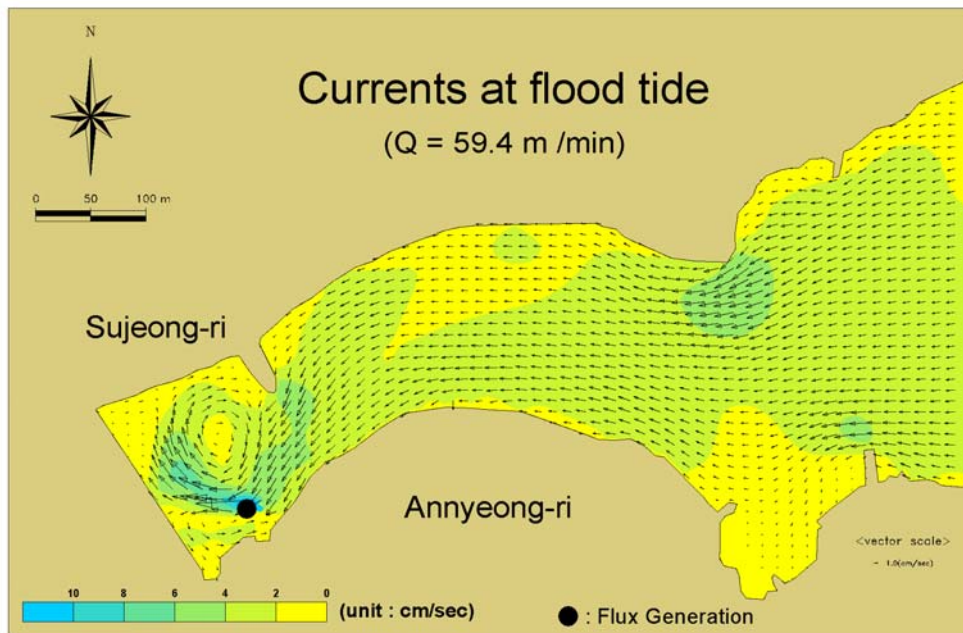 N
Currents at flood tide
(Q = 59.4 m /min)
0 50 100 m
Sujeong-ri
Annyeong-ri
<vector scale>
→ 1.0(cm/sec)
10 8 6 4 2 0
(unit : cm/sec)
: Flux Generation